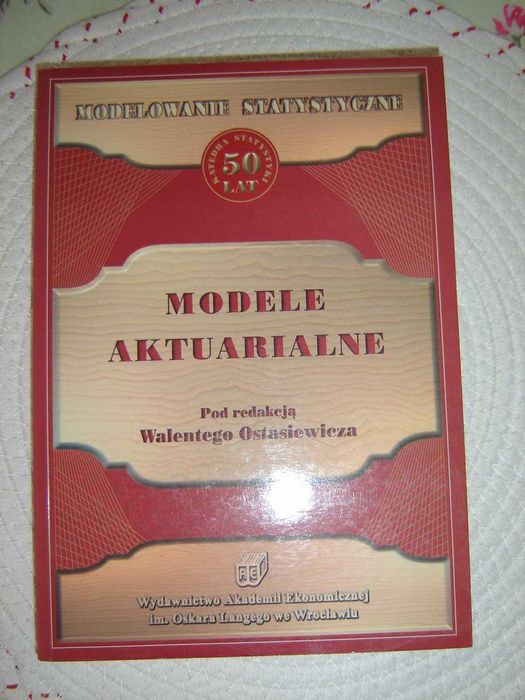 MODELOWANIE STATYSTYCZNE
KATEDRA STATYSTYKI
50
LAT
MODELE
AKTUARIALNE
Pod redakcją
Walentego Ostasiewicza
AE
Wydawnictwo Akademii Ekonomicznej
im. Oskara Langego we Wrocławiu